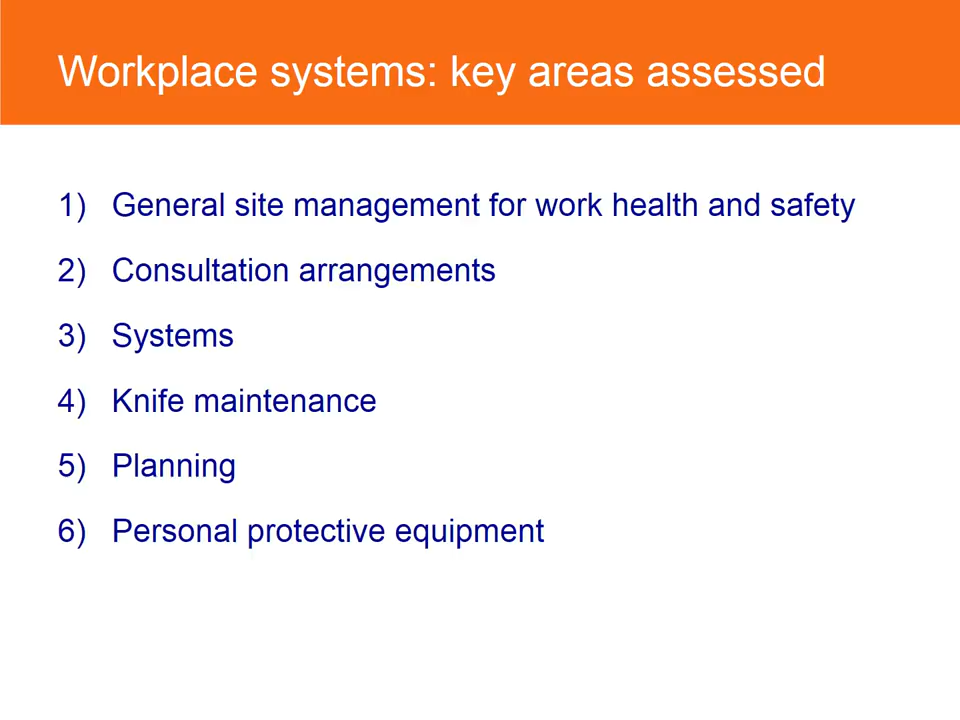 Workplace systems: key areas assessed
1) General site management for work health and safety
2) Consultation arrangements
3) Systems
4) Knife maintenance
5) Planning
6) Personal protective equipment